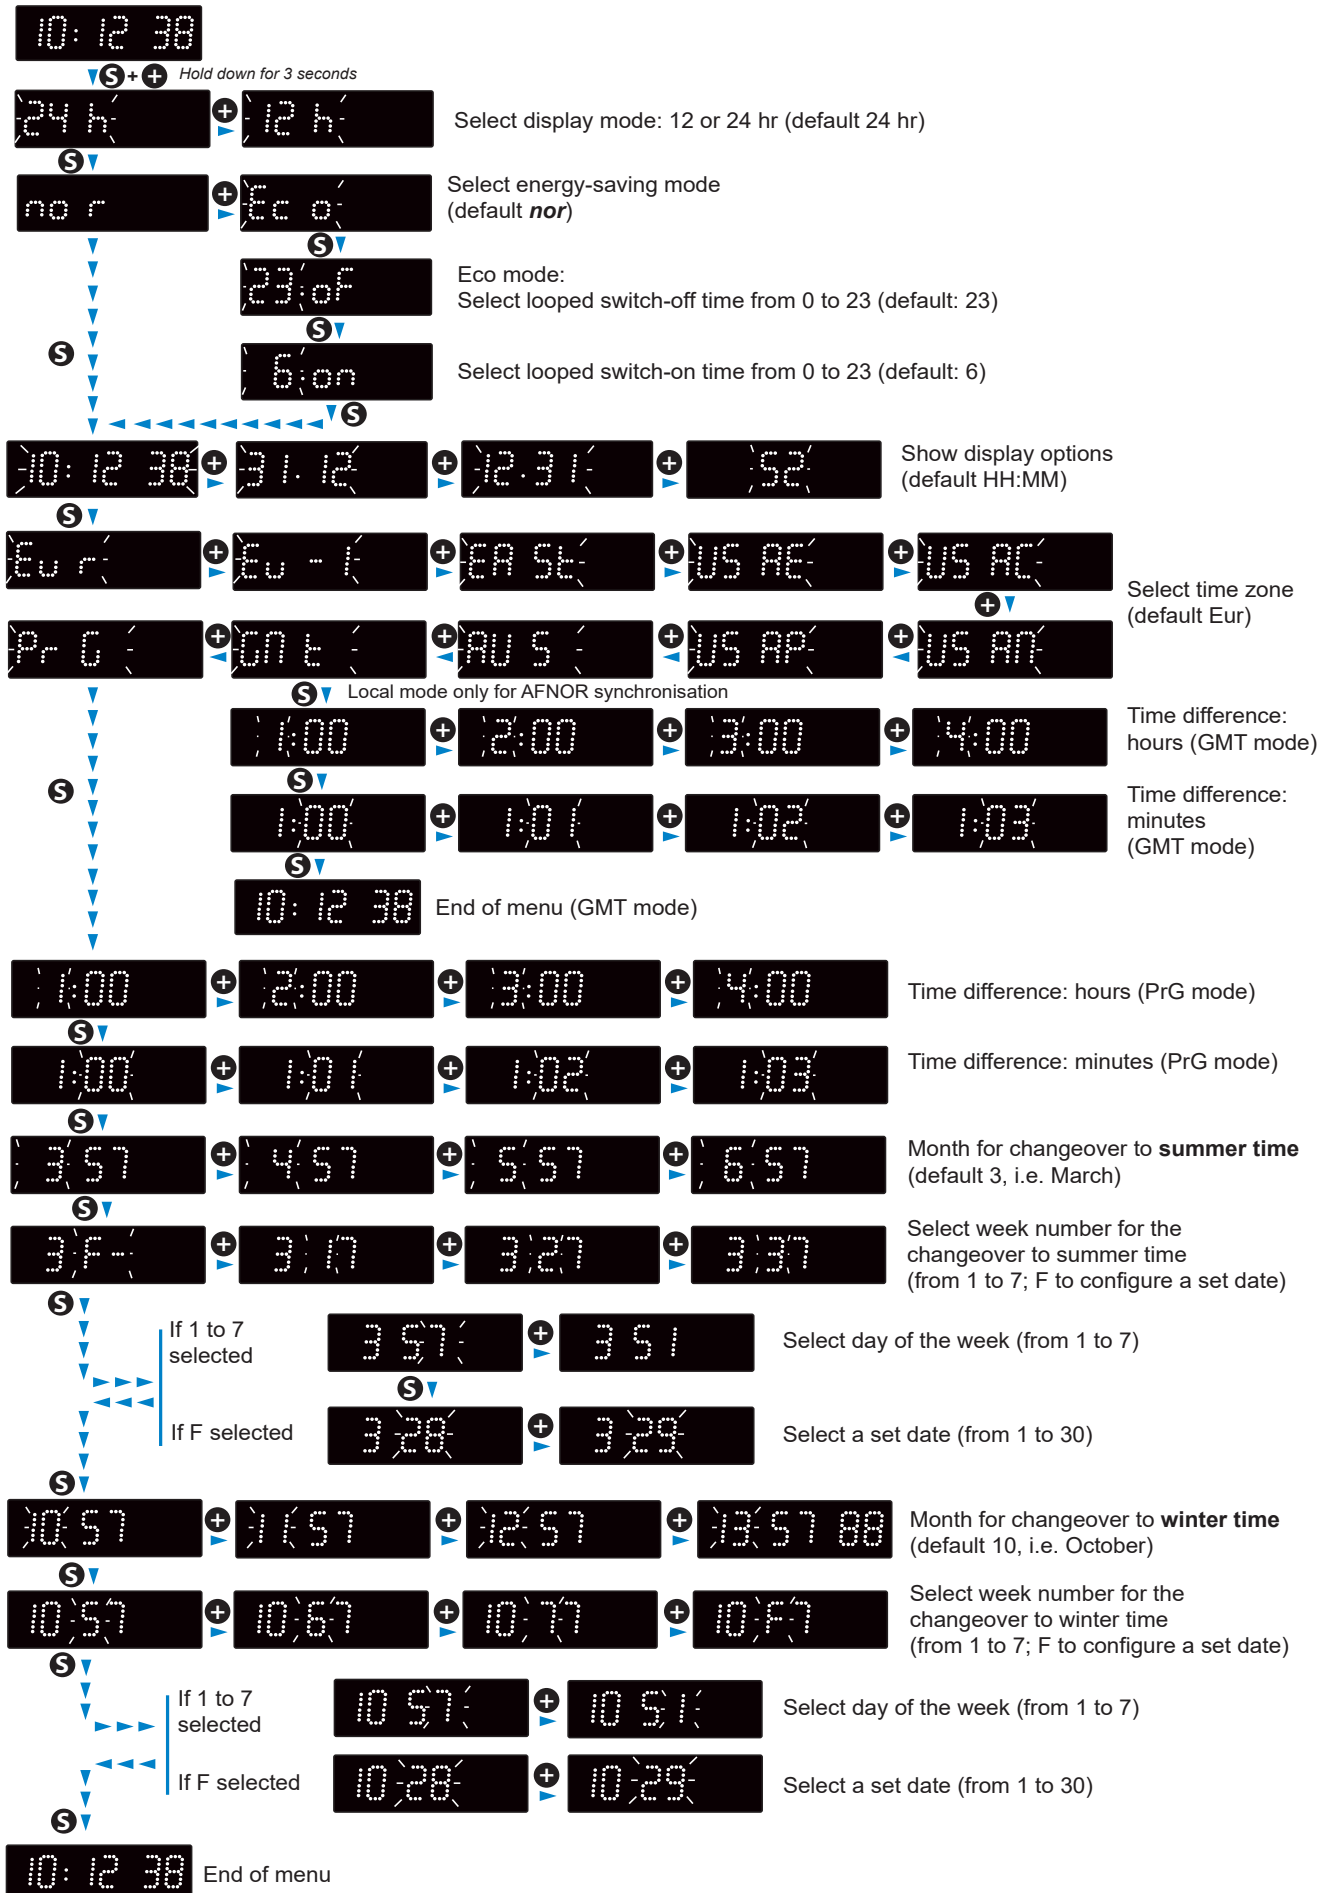 10: 12 38
S + + Hold down for 3 seconds
24 h + 12 h Select display mode: 12 or 24 hr (default 24 hr)
S
no r + Ec o Select energy-saving mode
(default nor)
S
23:oF Eco mode:
Select looped switch-off time from 0 to 23 (default: 23)
S
S 6:on Select looped switch-on time from 0 to 23 (default: 6)
S
10: 12 38 + 31. 12 + 12.31 + 52 Show display options
(default HH:MM)
S
Eu r + Eu - 1 + EA St + US AE + US AC
+ Select time zone
(default Eur)
Pr G + GM t + AU S + US AP + US AM
S Local mode only for AFNOR synchronisation
1:00 + 2:00 + 3:00 + 4:00 Time difference:
hours (GMT mode)
S S
1:00 + 1:01 + 1:02 + 1:03 Time difference:
minutes
(GMT mode)
S
10: 12 38 End of menu (GMT mode)
1:00 + 2:00 + 3:00 + 4:00 Time difference: hours (PrG mode)
S
1:00 + 1:01 + 1:02 + 1:03 Time difference: minutes (PrG mode)
S
3 57 + 4 57 + 5 57 + 6 57 Month for changeover to summer time
(default 3, i.e. March)
S
3 F- + 3 17 + 3 27 + 3 37 Select week number for the
changeover to summer time
(from 1 to 7; F to configure a set date)
S
If 1 to 7
selected
3 57 + 3 51 Select day of the week (from 1 to 7)
S
If F selected 3 28 + 3 29 Select a set date (from 1 to 30)
S
10 57 + 11 57 + 12 57 + 13 57 88 Month for changeover to winter time
(default 10, i.e. October)
S
10 57 + 10 67 + 10 77 + 10 F7 Select week number for the
changeover to winter time
(from 1 to 7; F to configure a set date)
S
If 1 to 7
selected
10 57 + 10 51 Select day of the week (from 1 to 7)
If F selected 10 28 + 10 29 Select a set date (from 1 to 30)
S
10: 12 38 End of menu